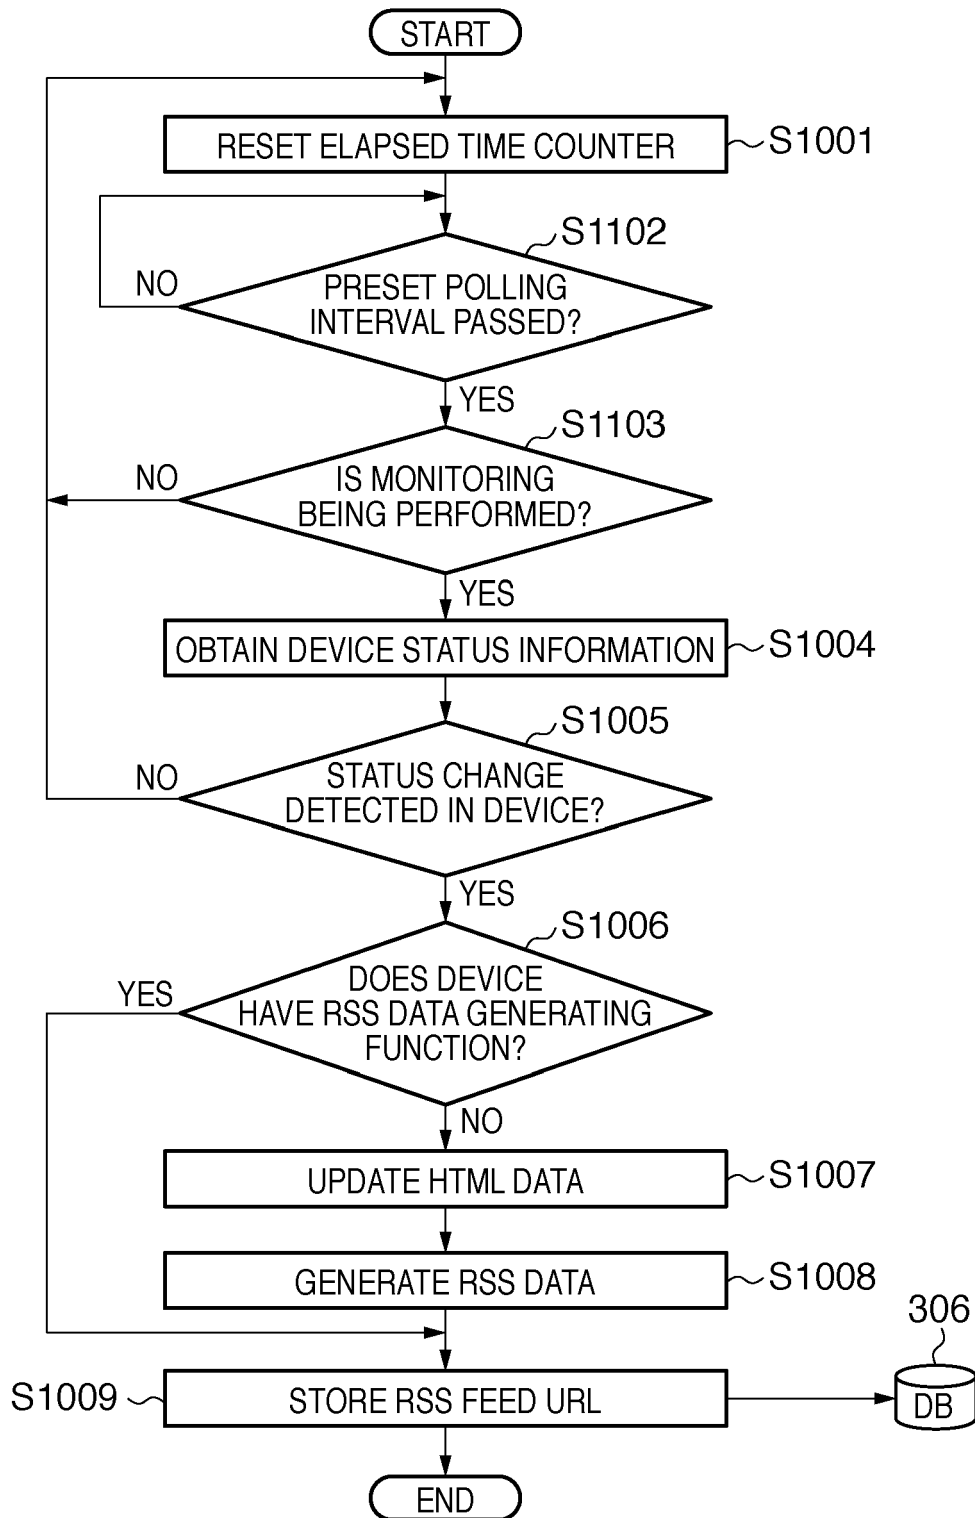 START
RESET ELAPSED TIME COUNTER
S1001
S1102
NO
PRESET POLLING
INTERVAL PASSED?
YES
S1103
NO
IS MONITORING
BEING PERFORMED?
YES
OBTAIN DEVICE STATUS INFORMATION
S1004
S1005
NO
STATUS CHANGE
DETECTED IN DEVICE?
YES
S1006
YES
DOES DEVICE
HAVE RSS DATA GENERATING
FUNCTION?
NO
UPDATE HTML DATA
S1007
GENERATE RSS DATA
S1008
306
S1009
STORE RSS FEED URL
DB
END